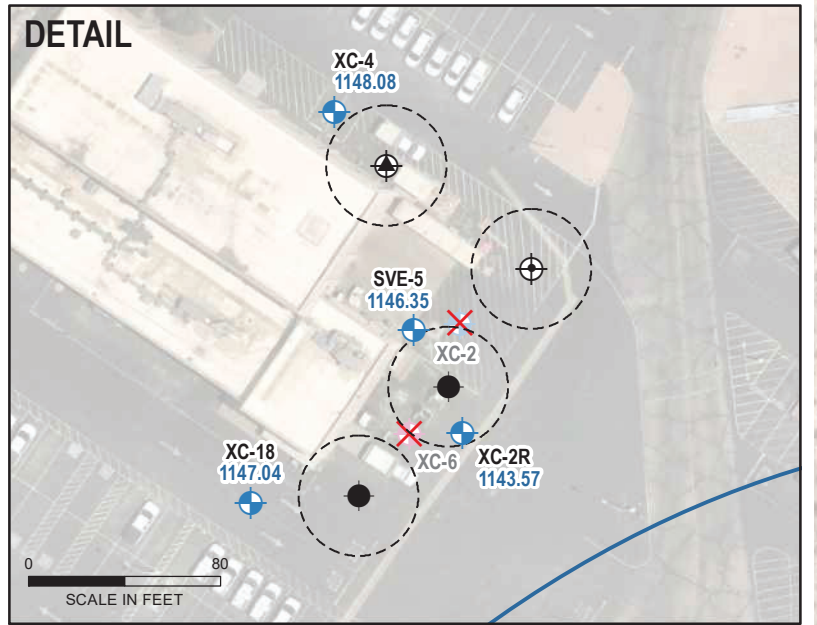 DETAIL
XC-4
1148.08
SVE-5
1146.35
XC-2
XC-6
XC-2R
1143.57
XC-18
1147.04
0 80
SCALE IN FEET